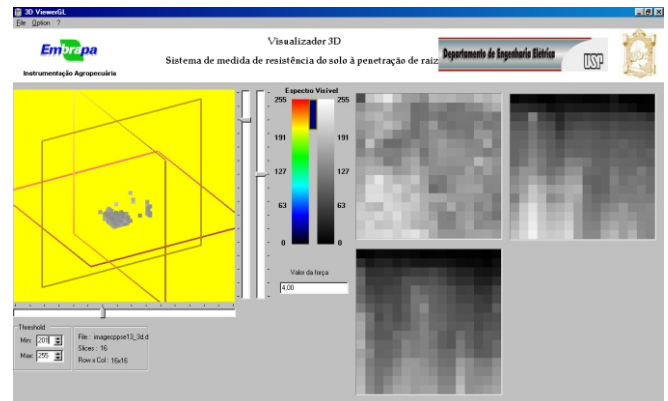 3D ViewerGL
File Option ?
Embrapa
Instrumentação Agropecuária
Visualizador 3D
Sistema de medida de resistência do solo à penetração de raiz
Departamento de Engenharia Elétrica
USP
Espectro Visível
255 255
191 191
127 127
63 63
0 0
Valor da força
4,00
Threshold
Min: 201
Max: 255
File : imagecppse13_3d.d
Slices : 16
Row x Col : 16x16